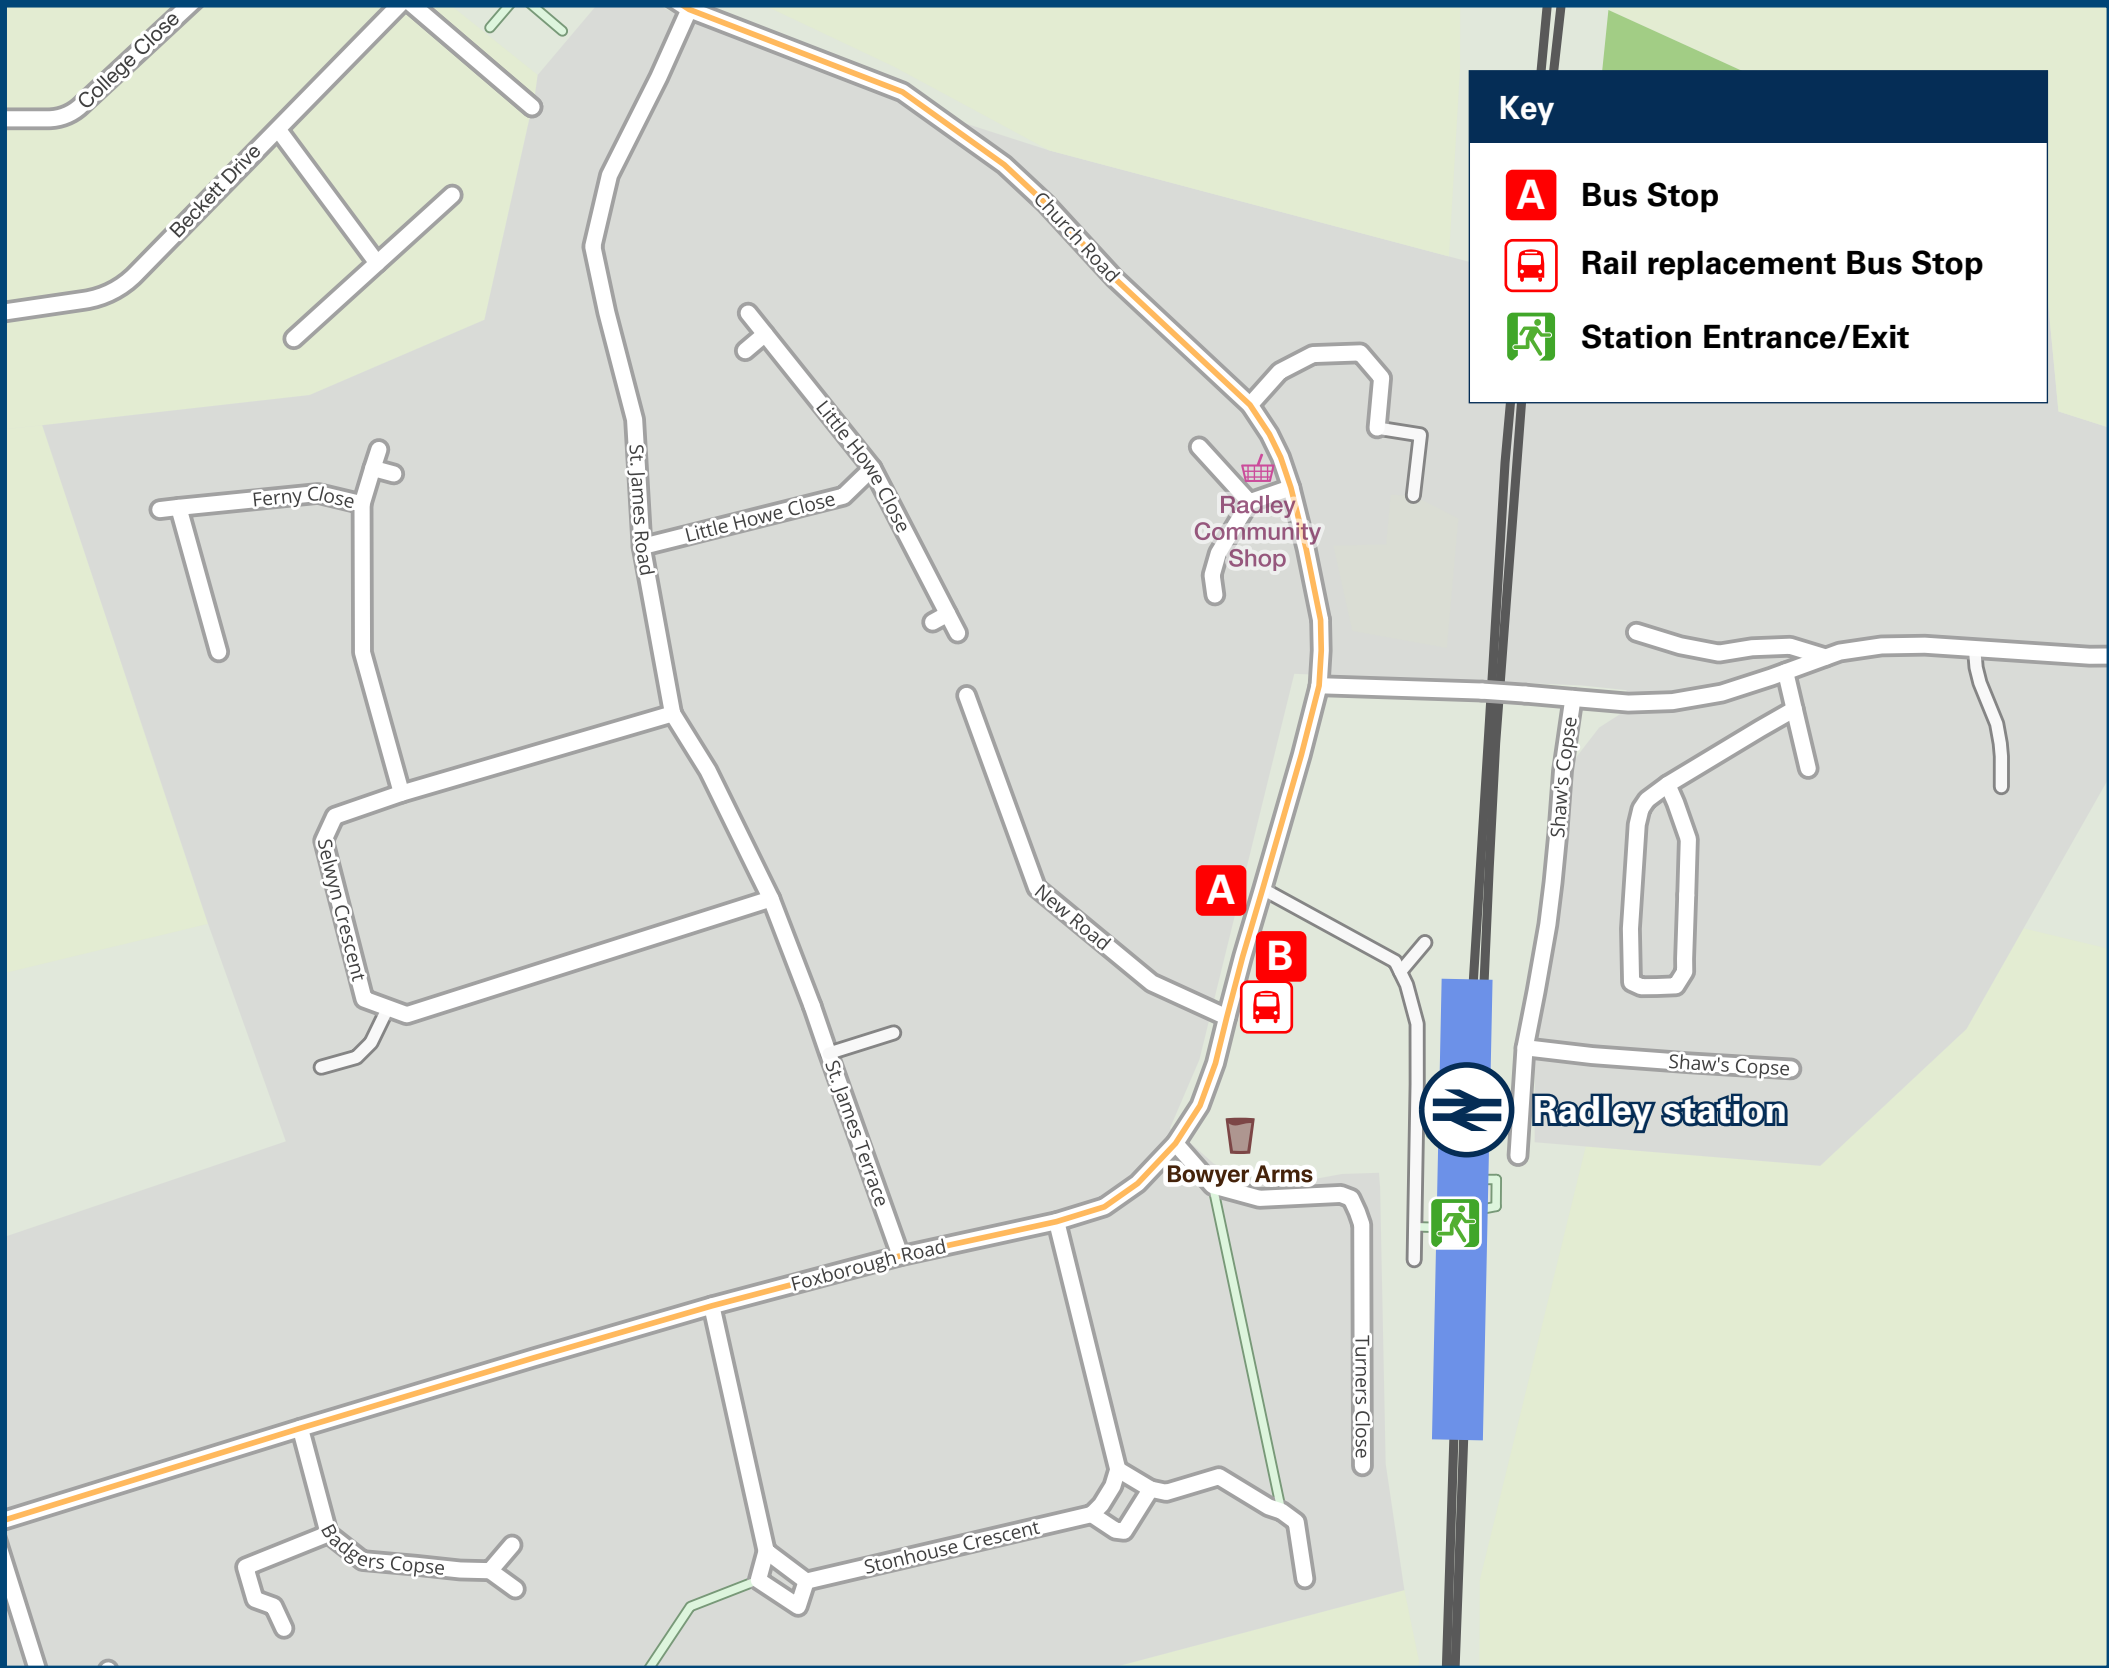 College Close
Key
A Bus Stop
Rail replacement Bus Stop
Station Entrance/Exit
Beckett Drive
Church Road
Little Howe Close
St. James Road
Ferny Close
Little Howe Close
Radley
Community
Shop
Shaw's Copse
Selwyn Crescent
A
New Road
B
Shaw's Copse
Radley station
St. James Terrace
Bowyer Arms
Foxborough Road
Turners Close
Stonhouse Crescent
Badgers Copse